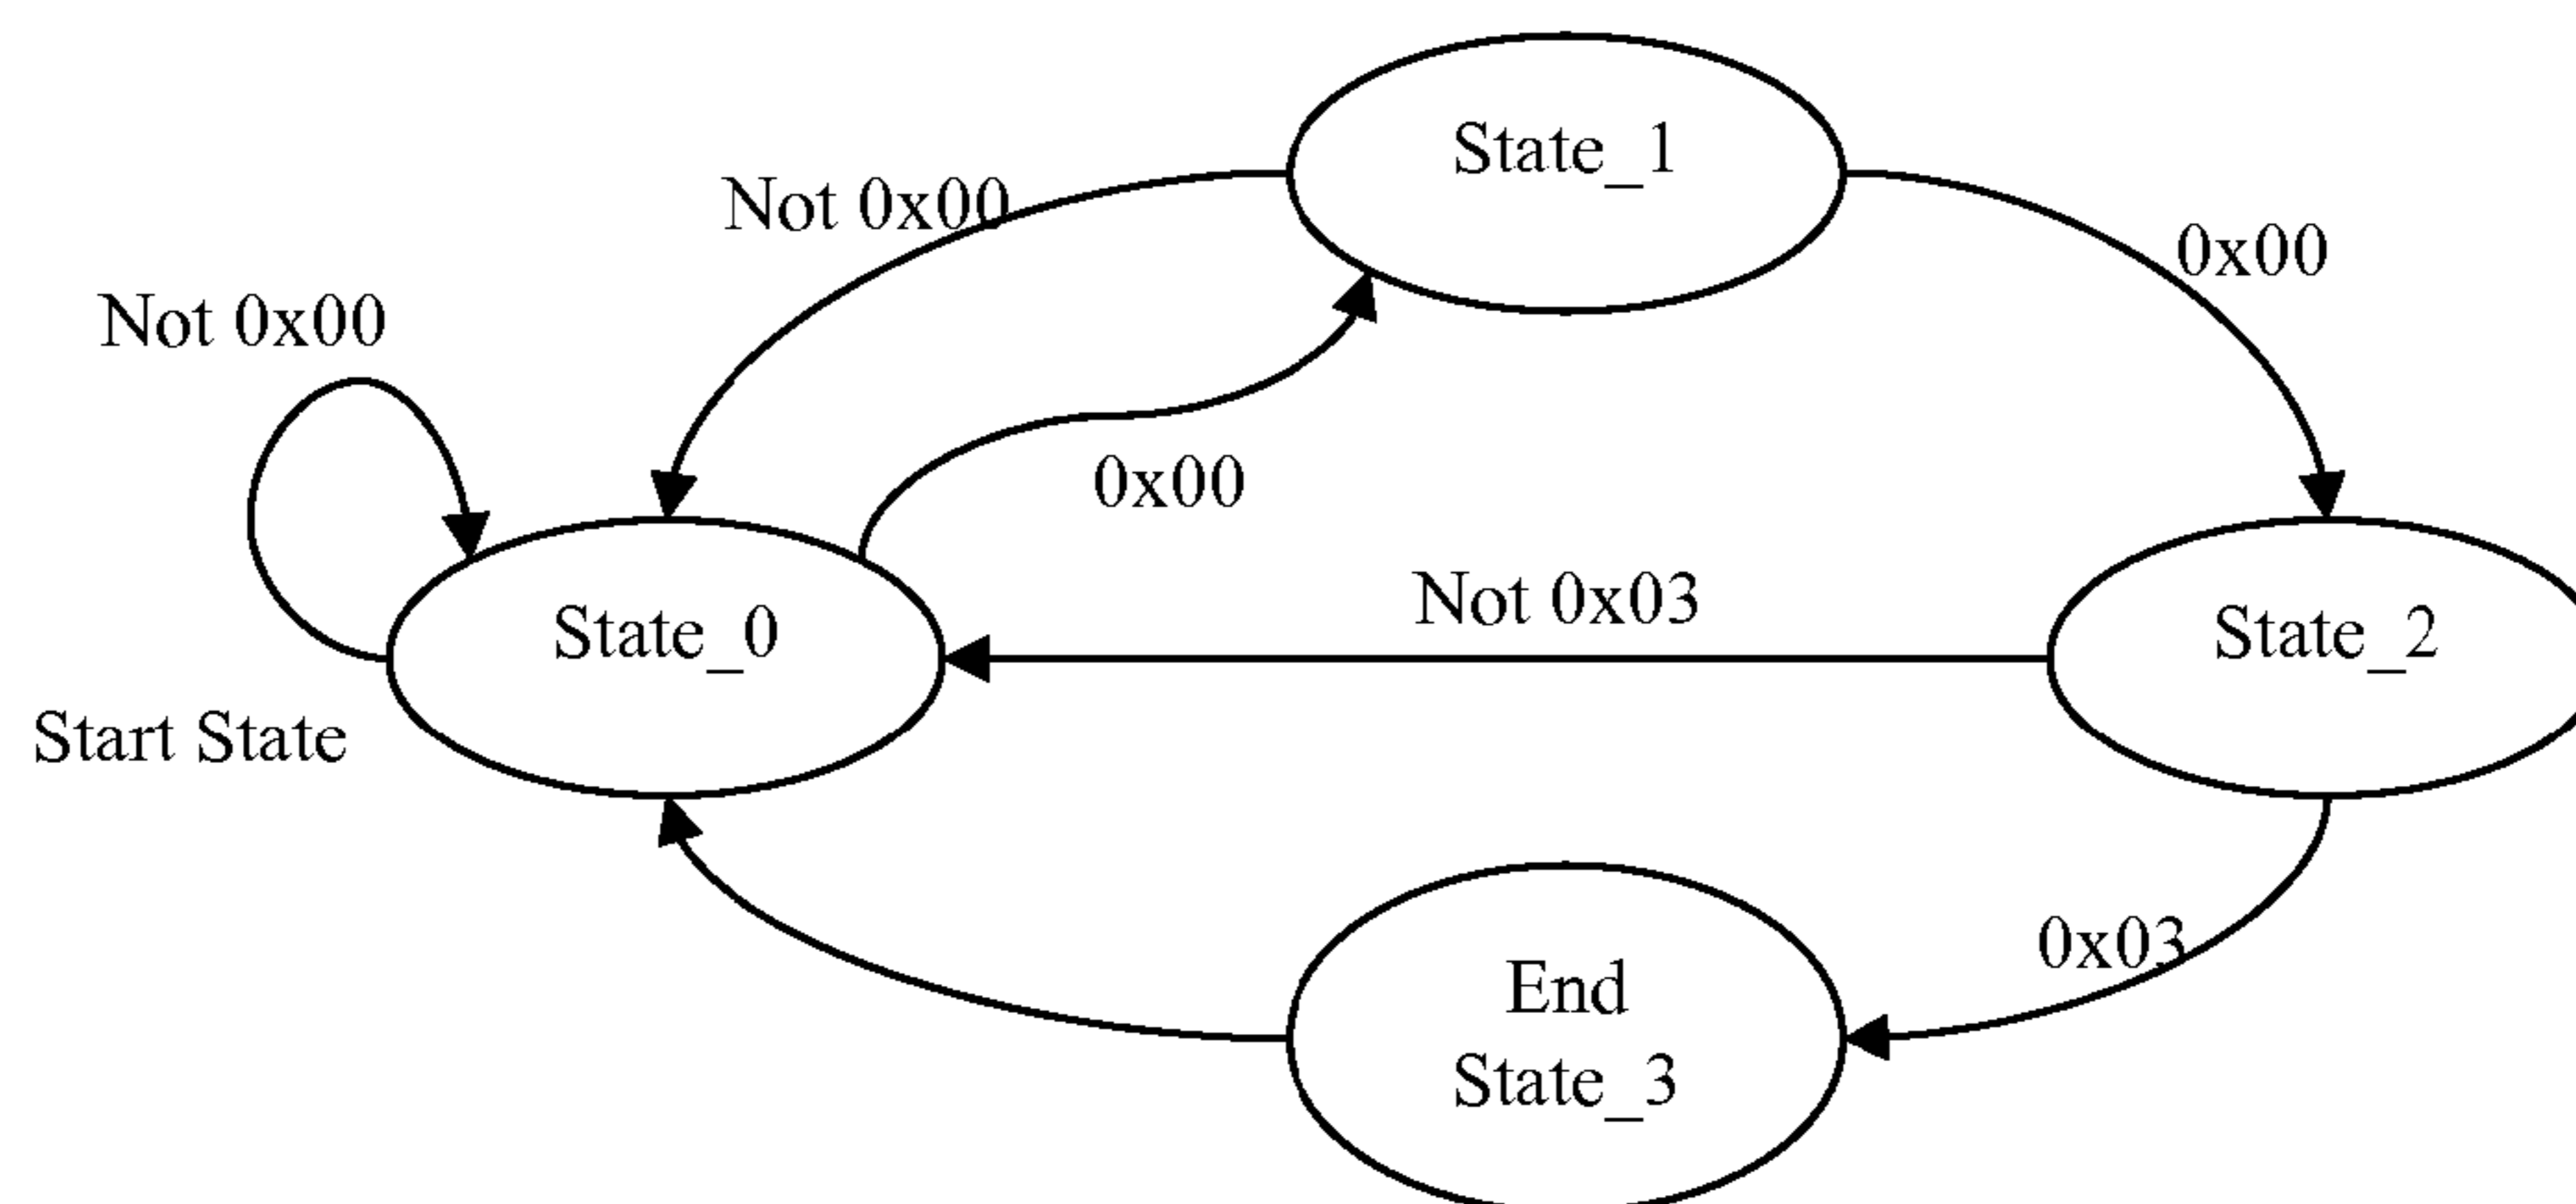 State_1
Not 0x00
0x00
Not 0x00
0x00
Not 0x03
State_0
State_2
Start State
0x03
End
State_3